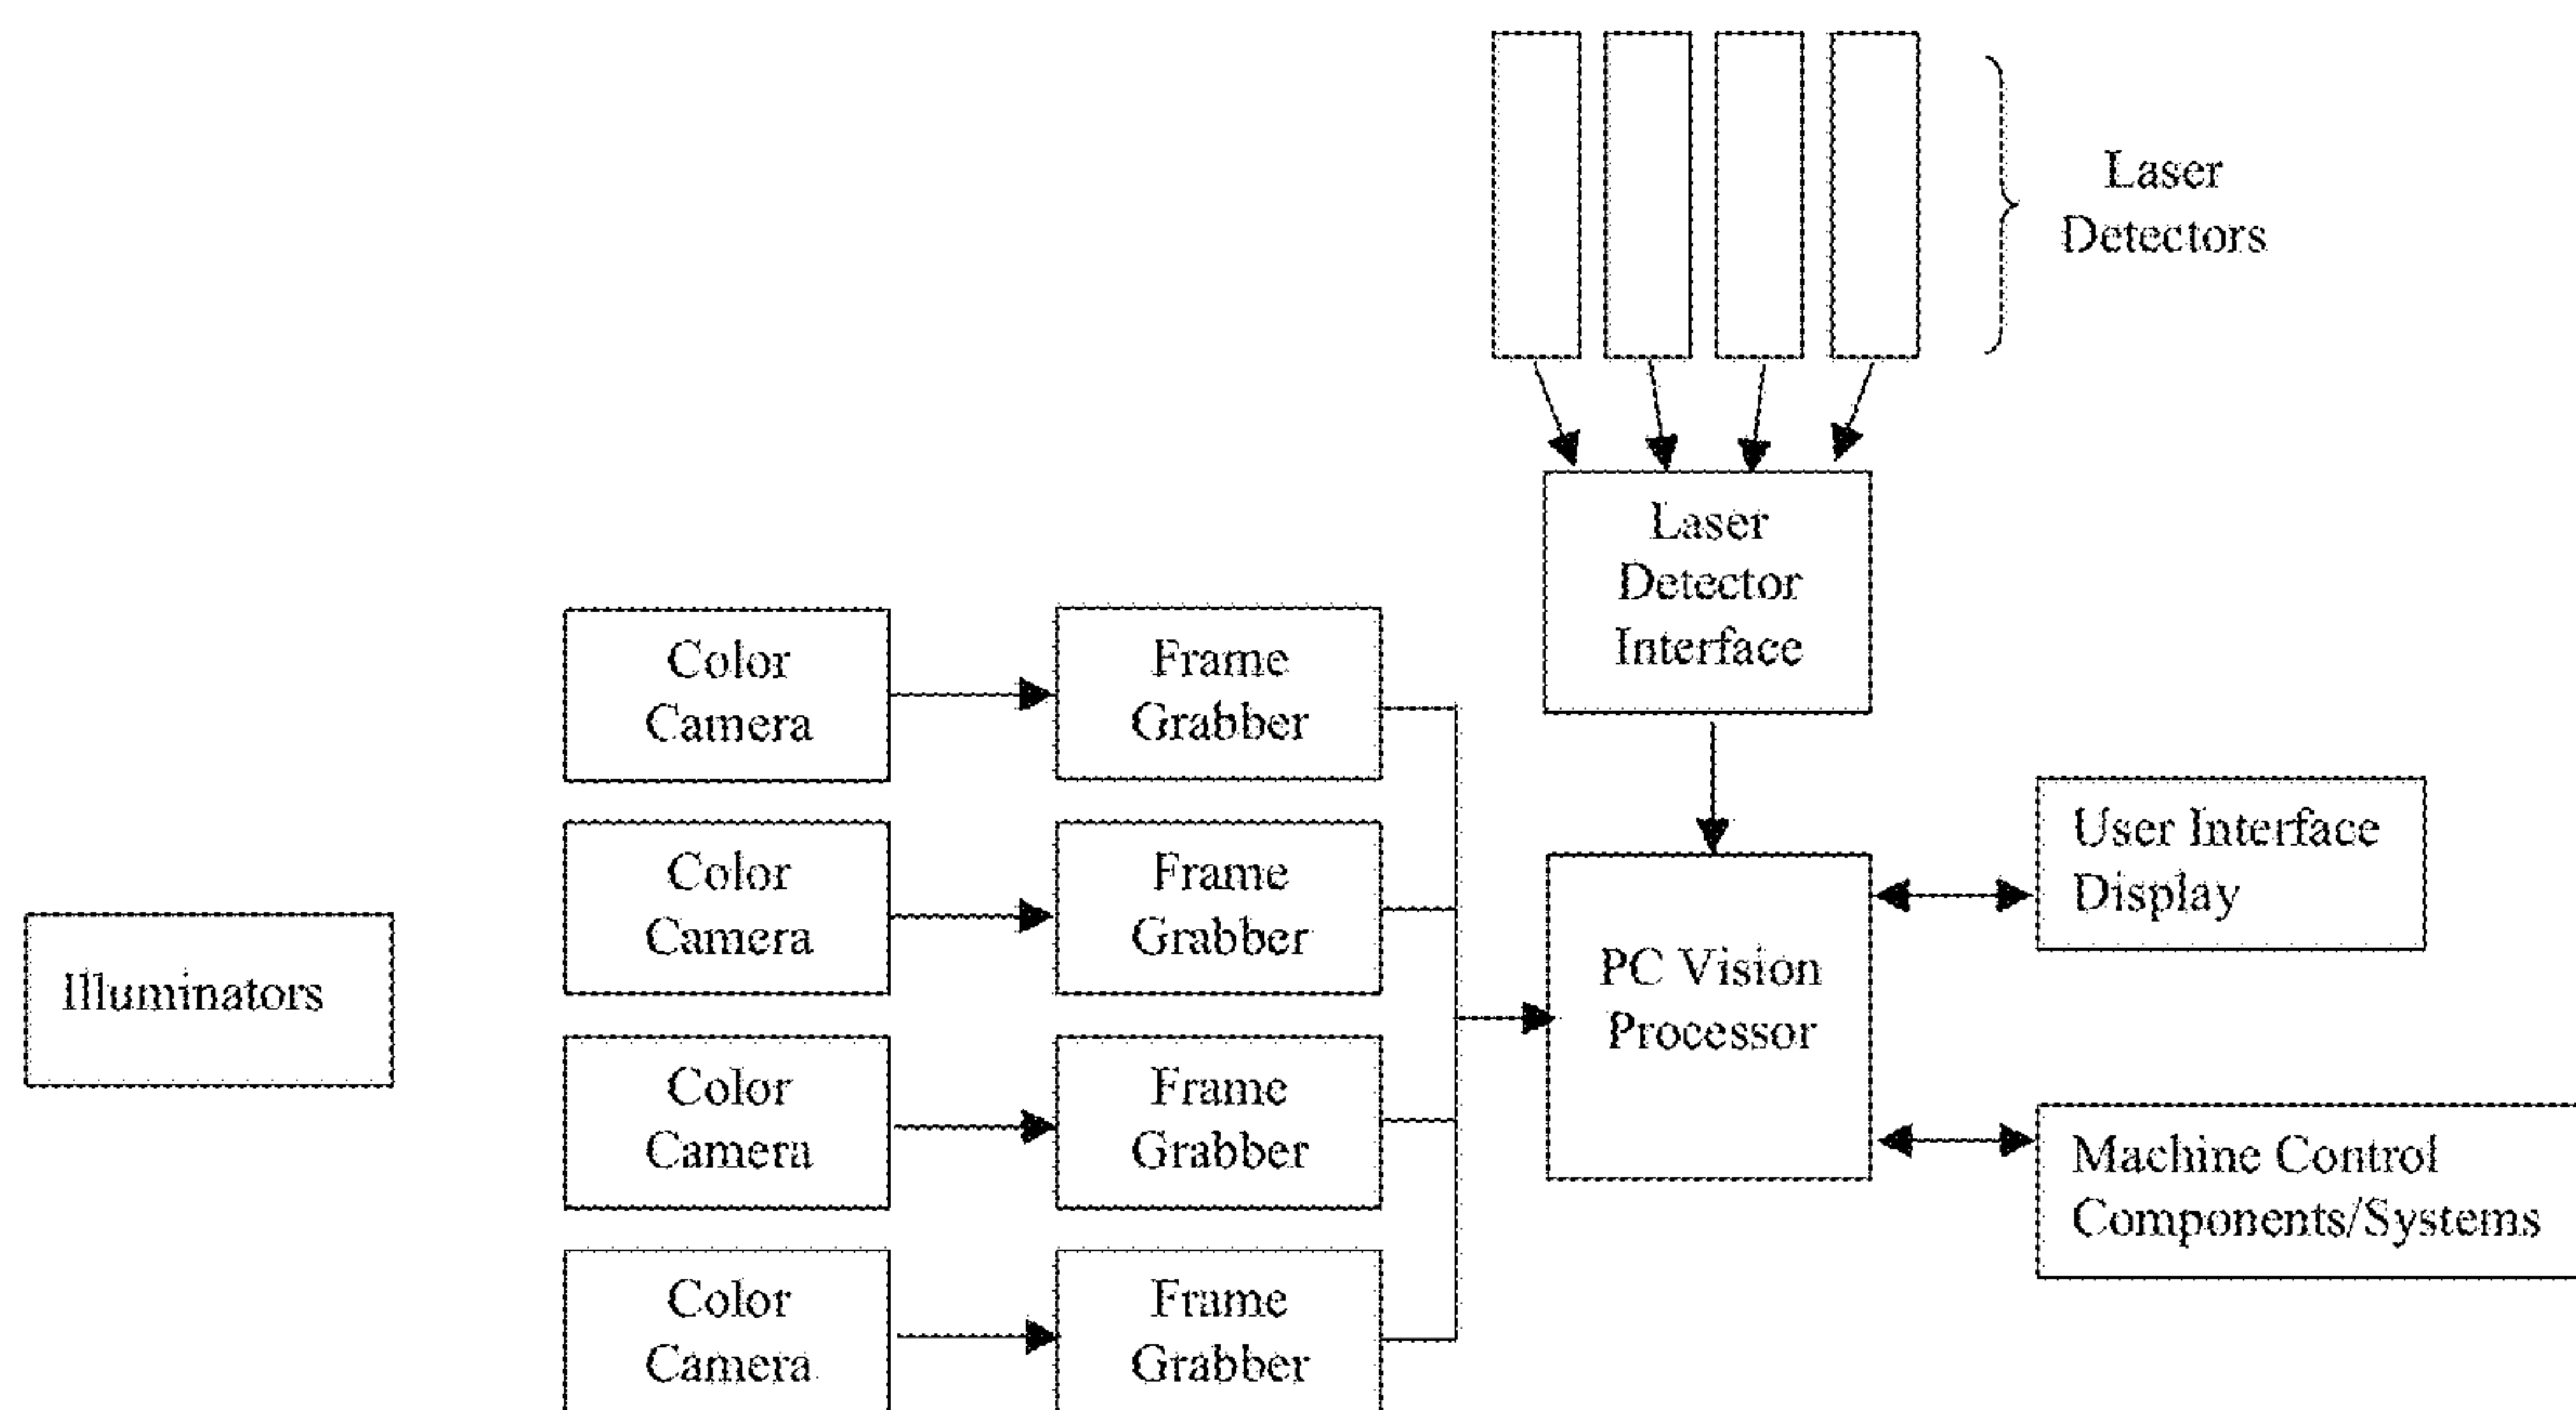 Laser
Detectors
Laser
Detector
Interface
Color
Camera
Frame
Grabber
Color
Camera
Frame
Grabber
User Interface
Display
Illuminators
PC Vision
Processor
Color
Camera
Frame
Grabber
Machine Control
Components/Systems
Color
Camera
Frame
Grabber